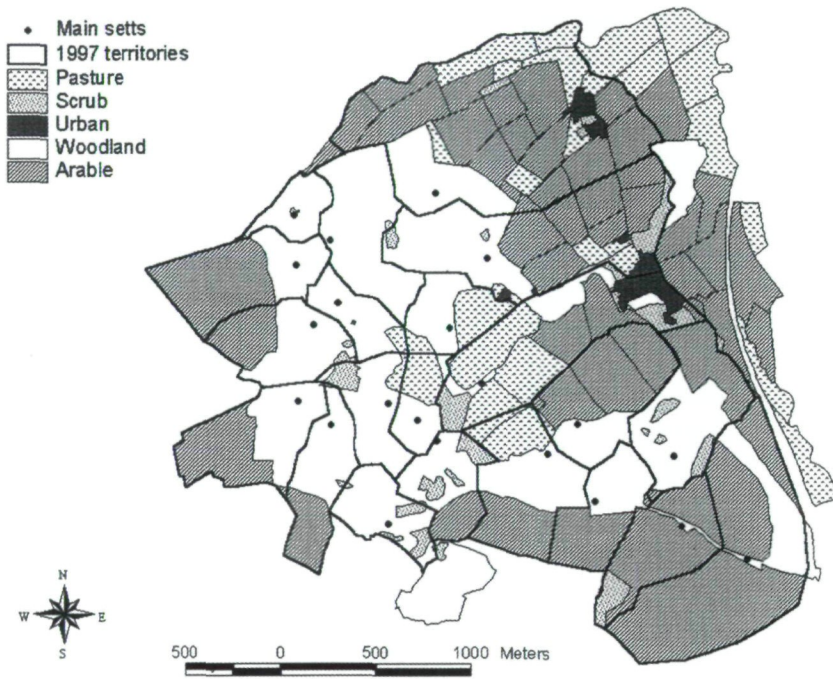 Main setts
1997 territories
Pasture
Scrub
Urban
Woodland
Arable
N
W E
S
500 0 500 1000 Meters